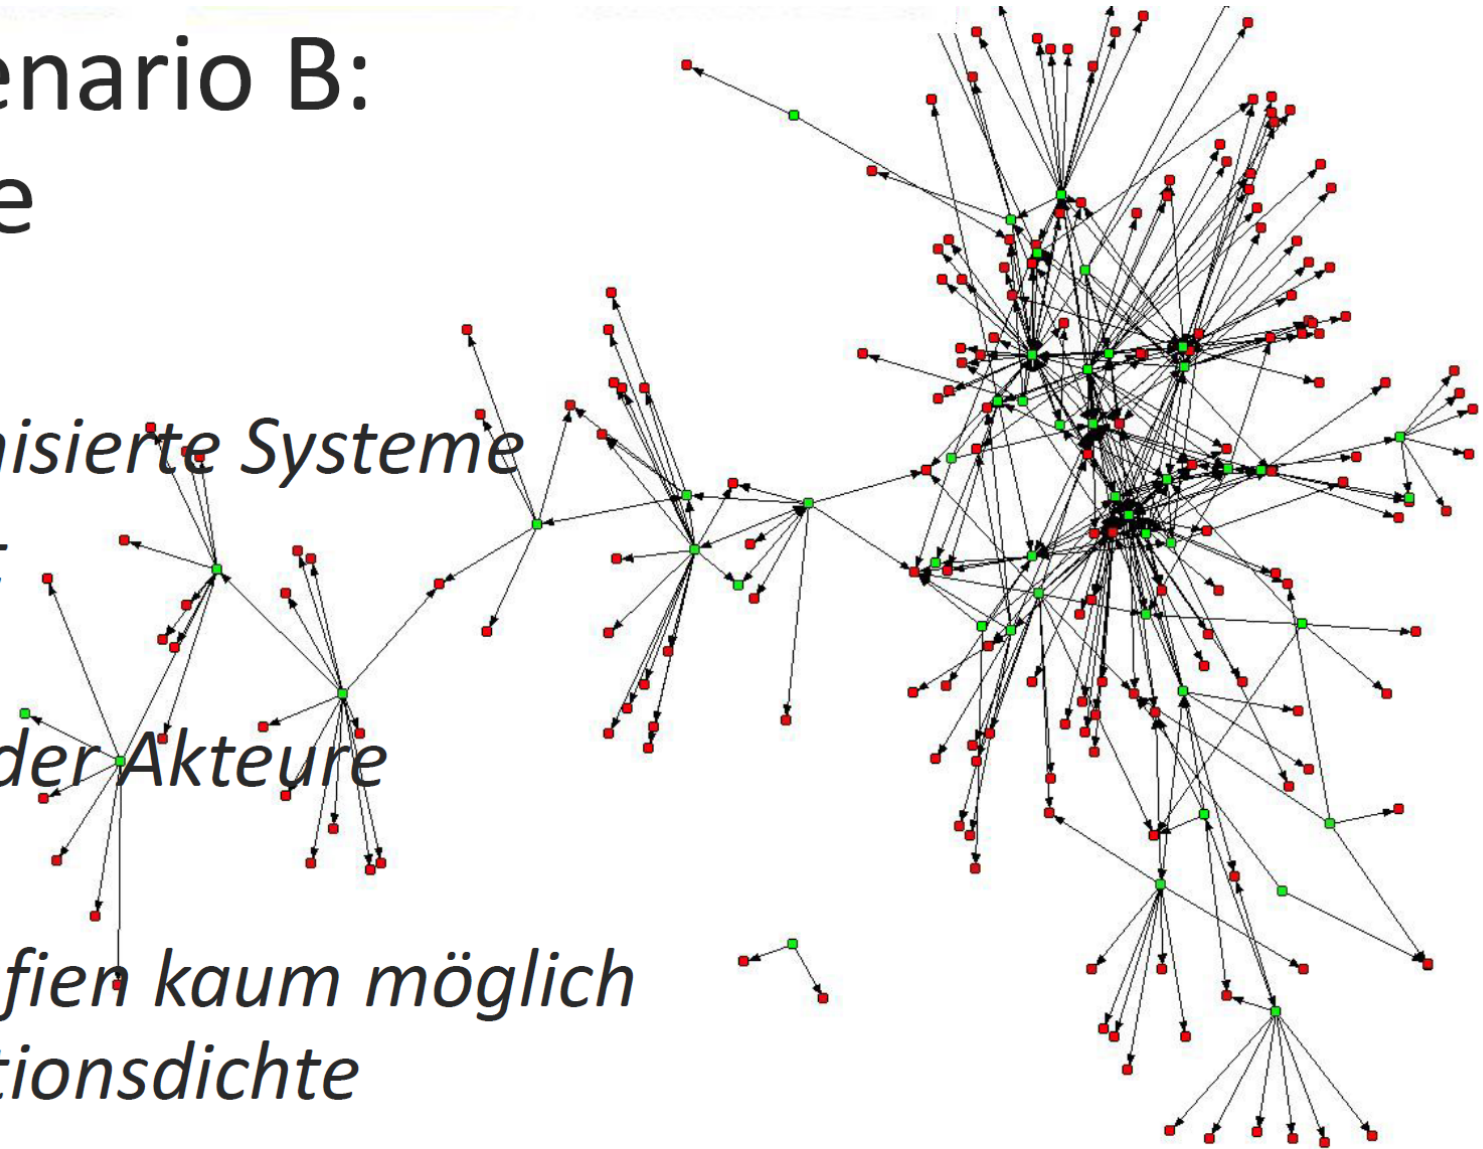 enario B:
e
nisierte Systeme
t
der Akteure
fien kaum möglich
tionsdichte